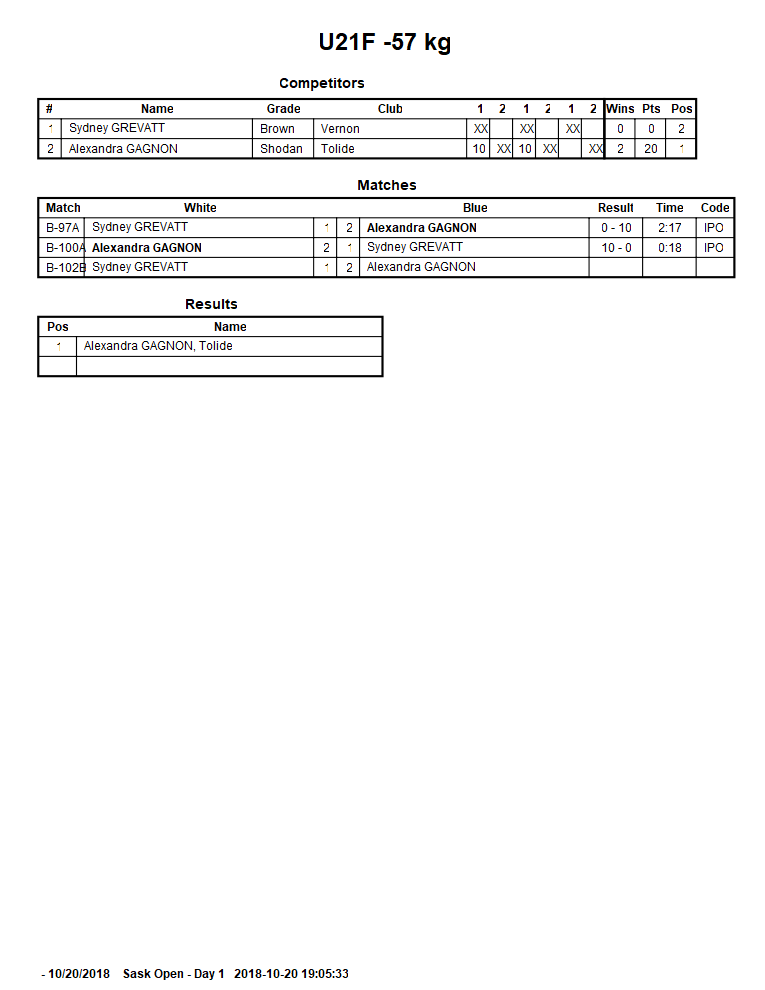 U21F -57 kg
Competitors
# Name Grade Club 1 2 1 2 1 2 Wins Pts Pos
1 Sydney GREVATT Brown Vernon XX XX XX 0 0 2
2 Alexandra GAGNON Shodan Tolide 10 XX 10 XX XX 2 20 1
Matches
Match White Blue Result Time Code
B-97A Sydney GREVATT 1 2 Alexandra GAGNON 0 - 10 2:17 IPO
B-100A Alexandra GAGNON 2 1 Sydney GREVATT 10 - 0 0:18 IPO
B-102B Sydney GREVATT 1 2 Alexandra GAGNON
Results
Pos Name
1 Alexandra GAGNON, Tolide
- 10/20/2018 Sask Open - Day 1 2018-10-20 19:05:33